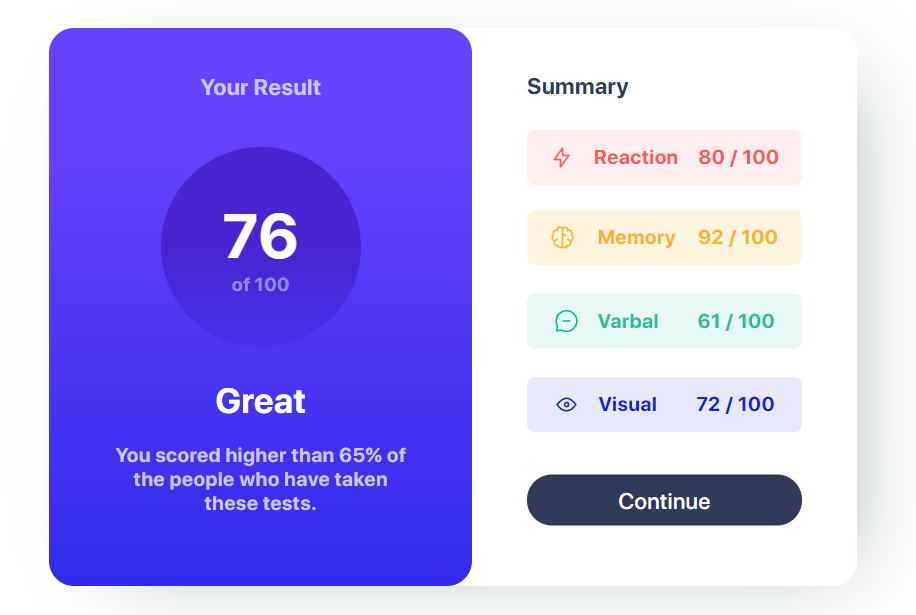 Your Result
76
of 100
Great
You scored higher than 65% of
the people who have taken
these tests.
Summary
Reaction 80 / 100
Memory 92 / 100
Varbal 61 / 100
Visual 72 / 100
Continue